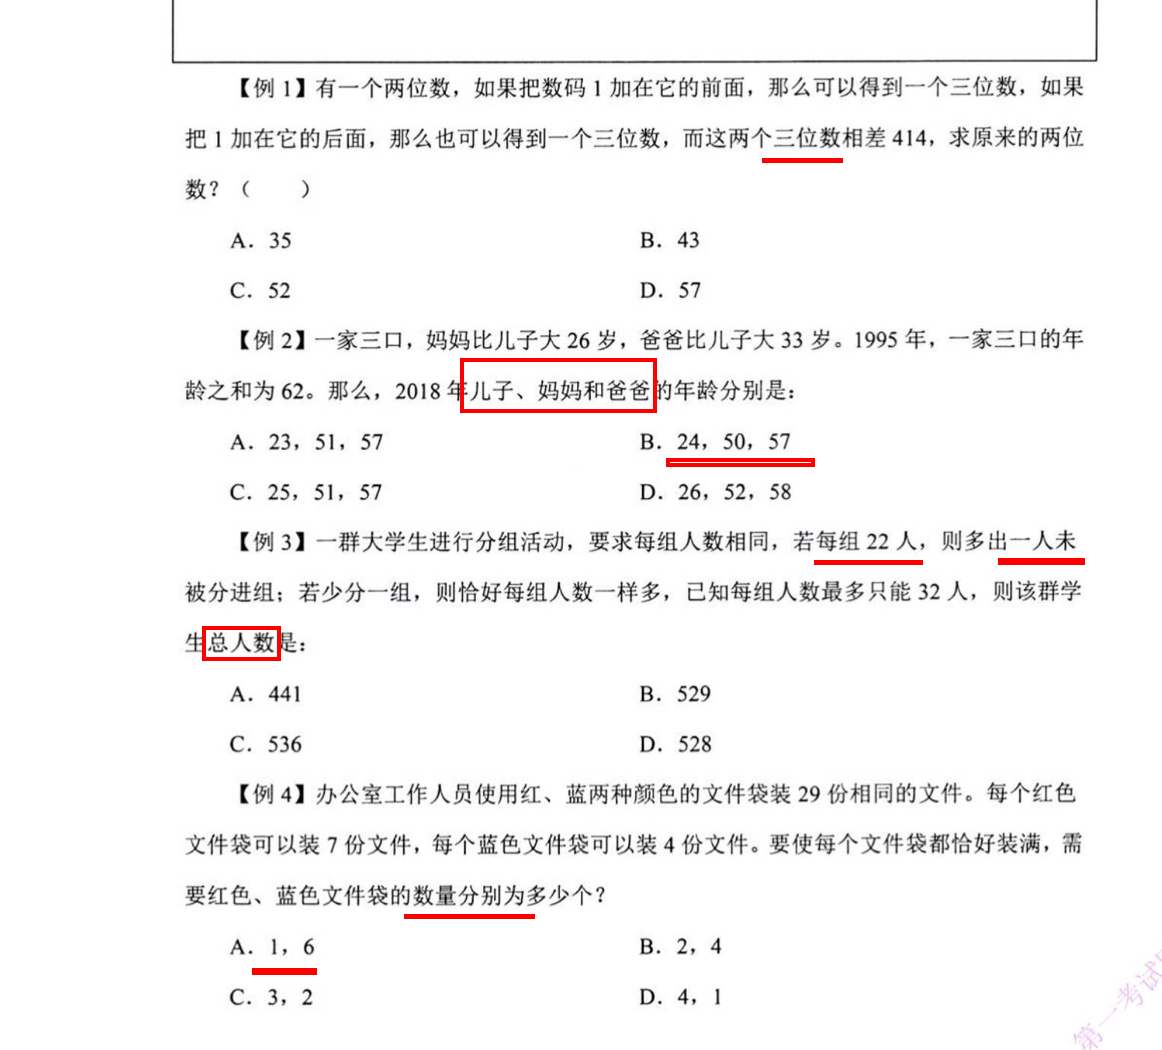 【例 1】有一个两位数，如果把数码 1 加在它的前面，那么可以得到一个三位数，如果
把 1 加在它的后面，那么也可以得到一个三位数，而这两个三位数相差 414，求原来的两位
数？（　　）
A．35 B．43
C．52 D．57
【例 2】一家三口，妈妈比儿子大 26 岁，爸爸比儿子大 33 岁。1995 年，一家三口的年
龄之和为 62。那么，2018 年儿子、妈妈和爸爸的年龄分别是：
A．23，51，57 B．24，50，57
C．25，51，57 D．26，52，58
【例 3】一群大学生进行分组活动，要求每组人数相同，若每组 22 人，则多出一人未
被分进组；若少分一组，则恰好每组人数一样多，已知每组人数最多只能 32 人，则该群学
生总人数是：
A．441 B．529
C．536 D．528
【例 4】办公室工作人员使用红、蓝两种颜色的文件袋装 29 份相同的文件。每个红色
文件袋可以装 7 份文件，每个蓝色文件袋可以装 4 份文件。要使每个文件袋都恰好装满，需
要红色、蓝色文件袋的数量分别为多少个？
A．1，6 B．2，4
C．3，2 D．4，1
第一考试